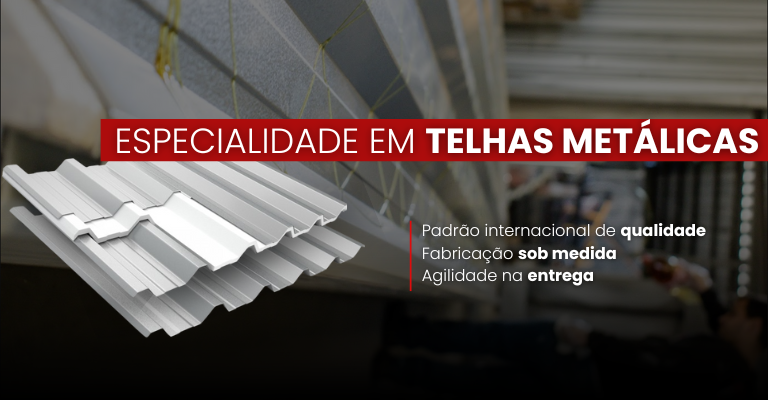 ESPECIALIDADE EM TELHAS METÁLICAS
Padrão internacional de qualidade
Fabricação sob medida
Agilidade na entrega